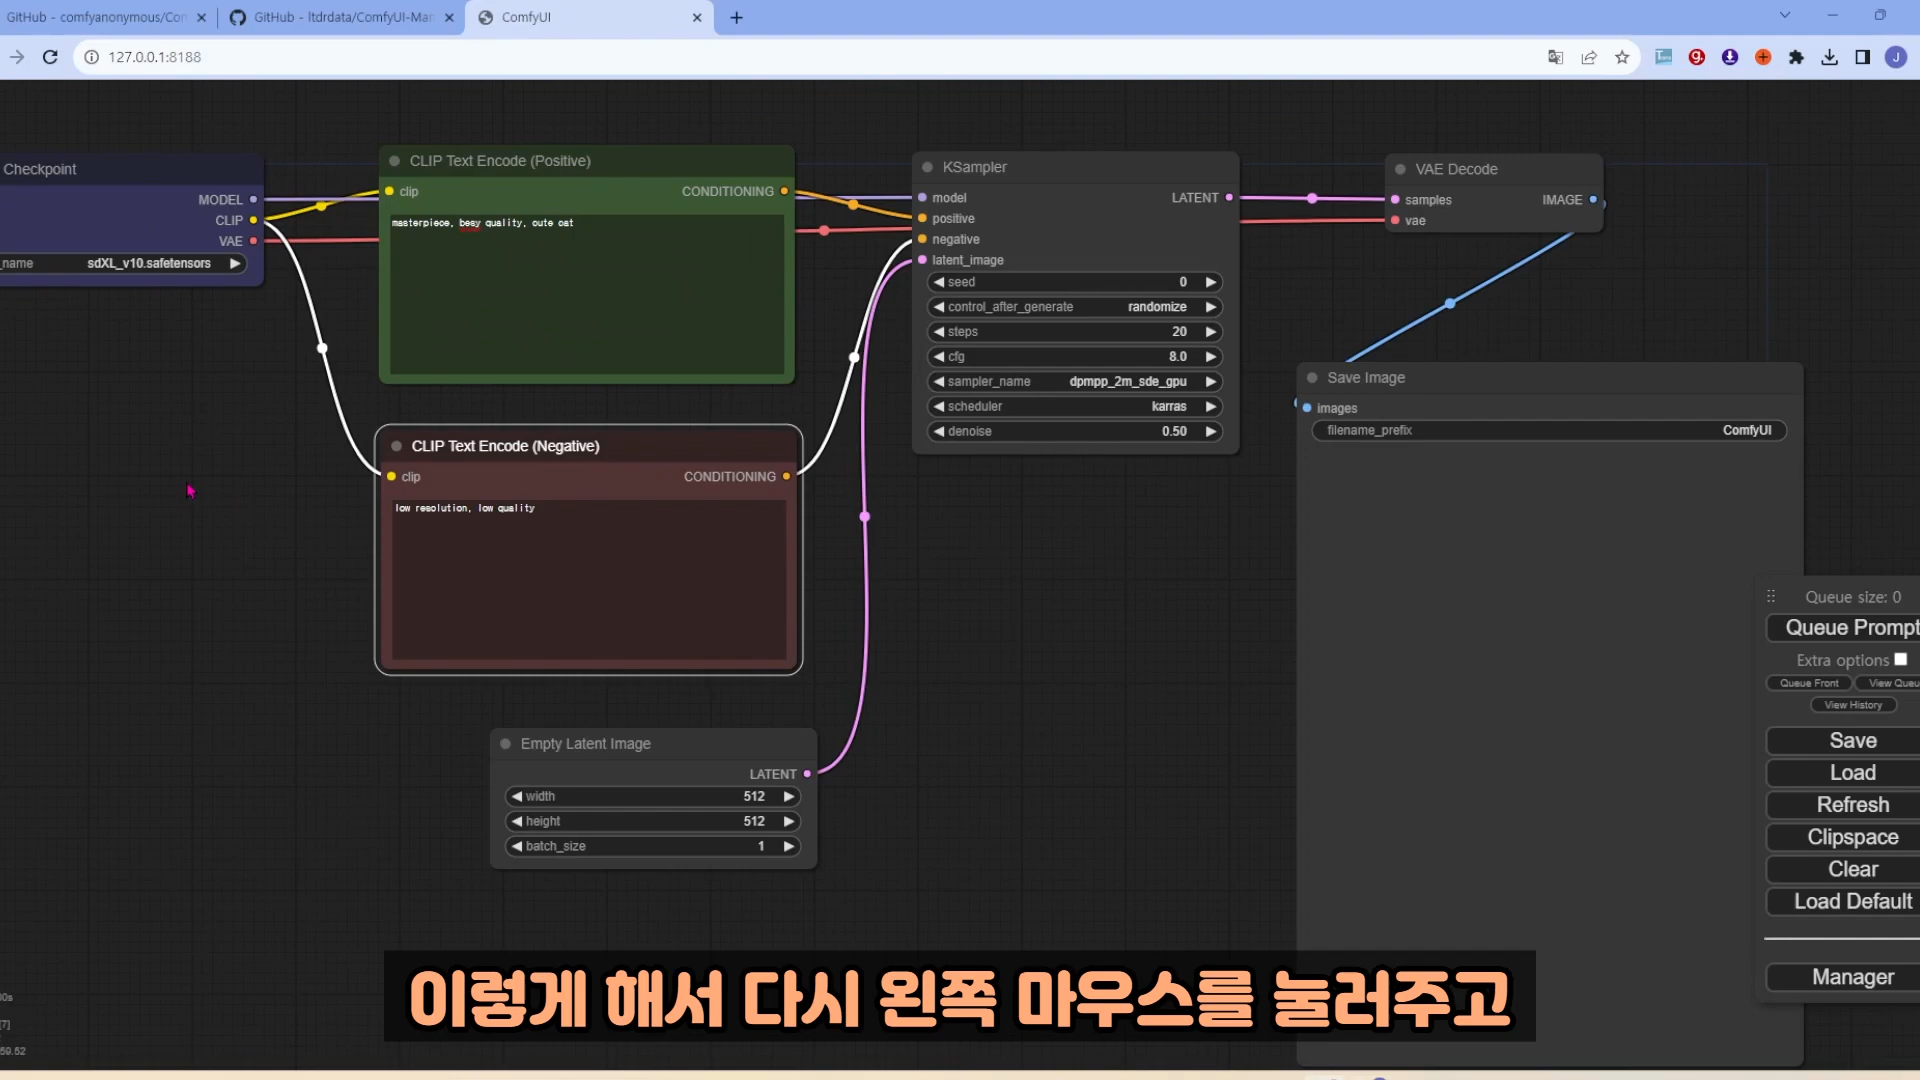 GitHub - comfyanonymous/Con
GitHub - ltdrdata/ComfyUI-Man
ComfyUI
127.0.0.1:8188
J
Checkpoint
MODEL
CLIP
VAE
_name sdXL_v10.safetensors
CLIP Text Encode (Positive)
clip CONDITIONING
masterpiece, besy quality, cute cat
CLIP Text Encode (Negative)
clip CONDITIONING
low resolution, low quality
Empty Latent Image
LATENT
width 512
height 512
batch_size 1
KSampler
model LATENT
positive
negative
latent_image
seed 0
control_after_generate randomize
steps 20
cfg 8.0
sampler_name dpmpp_2m_sde_gpu
scheduler karras
denoise 0.50
VAE Decode
samples IMAGE
vae
Save Image
images
filename_prefix ComfyUI
Queue size: 0
Queue Prompt
Extra options
Queue Front View Queu
View History
Save
Load
Refresh
Clipspace
Clear
Load Default
Manager
이렇게 해서 다시 왼쪽 마우스를 눌러주고